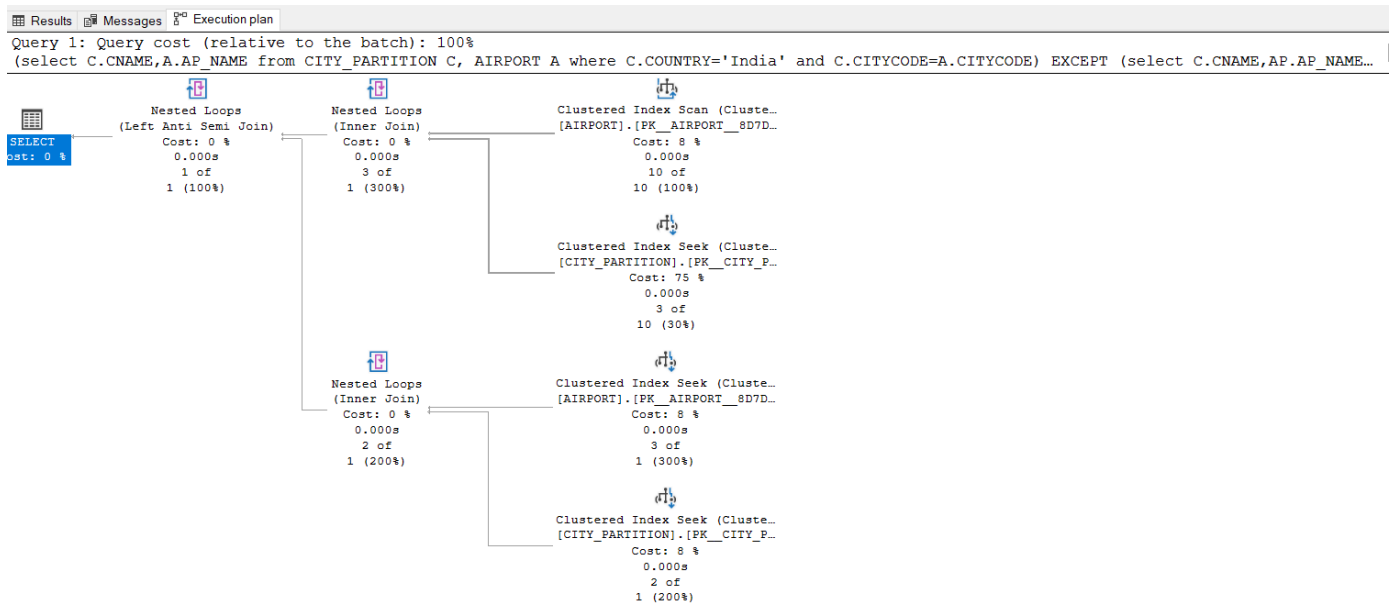 Results Messages Execution plan
Query 1: Query cost (relative to the batch): 100%
(select C.CNAME,A.AP_NAME from CITY_PARTITION C, AIRPORT A where C.COUNTRY='India' and C.CITYCODE=A.CITYCODE) EXCEPT (select C.CNAME,AP.AP_NAME…
SELECT
ost: 0 %
Nested Loops
(Left Anti Semi Join)
Cost: 0 %
0.000s
1 of
1 (100%)
Nested Loops
(Inner Join)
Cost: 0 %
0.000s
3 of
1 (300%)
Clustered Index Scan (Cluste…
[AIRPORT].[PK__AIRPORT__8D7D…
Cost: 8 %
0.000s
10 of
10 (100%)
Clustered Index Seek (Cluste…
[CITY_PARTITION].[PK__CITY_P…
Cost: 75 %
0.000s
3 of
10 (30%)
Nested Loops
(Inner Join)
Cost: 0 %
0.000s
2 of
1 (200%)
Clustered Index Seek (Cluste…
[AIRPORT].[PK__AIRPORT__8D7D…
Cost: 8 %
0.000s
3 of
1 (300%)
Clustered Index Seek (Cluste…
[CITY_PARTITION].[PK__CITY_P…
Cost: 8 %
0.000s
2 of
1 (200%)